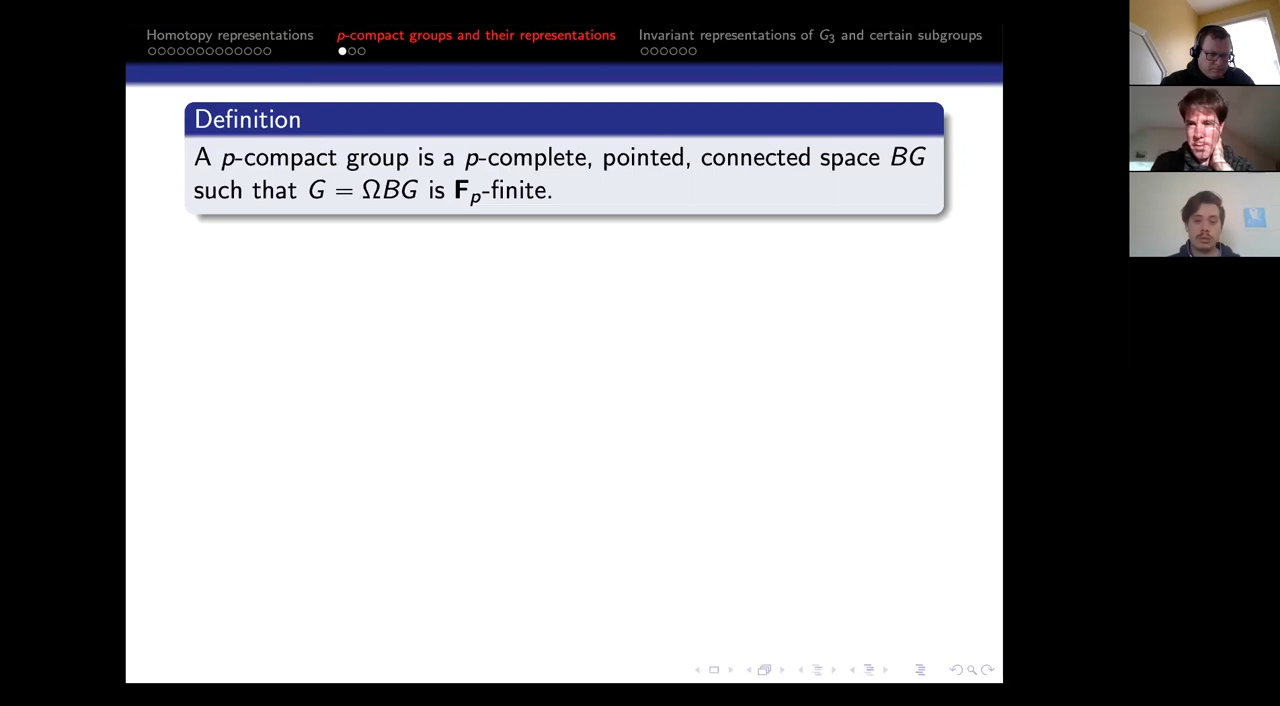 Homotopy representations p-compact groups and their representations Invariant representations of G₃ and certain subgroups
Definition
A p-compact group is a p-complete, pointed, connected space BG
such that G = ΩBG is Fₚ-finite.